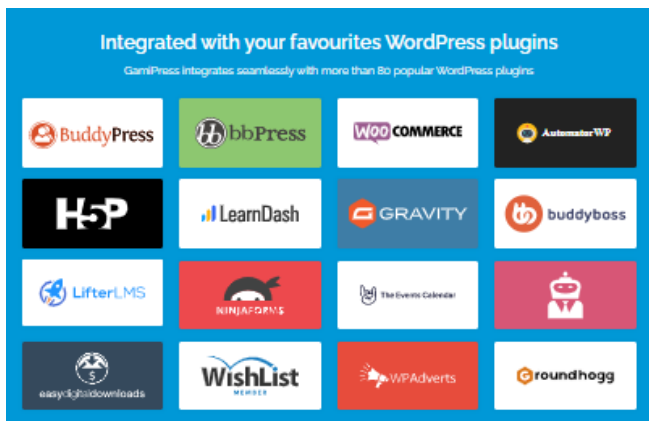 Integrated with your favourites WordPress plugins
GamiPress integrates seamlessly with more than 80 popular WordPress plugins
BuddyPress
bbPress
WOO COMMERCE
AutomatorWP
H5P
LearnDash
GRAVITY
buddyboss
LifterLMS
NINJAFORMS
The Events Calendar
easydigitaldownloads
WishList
MEMBER
WPAdverts
Groundhogg